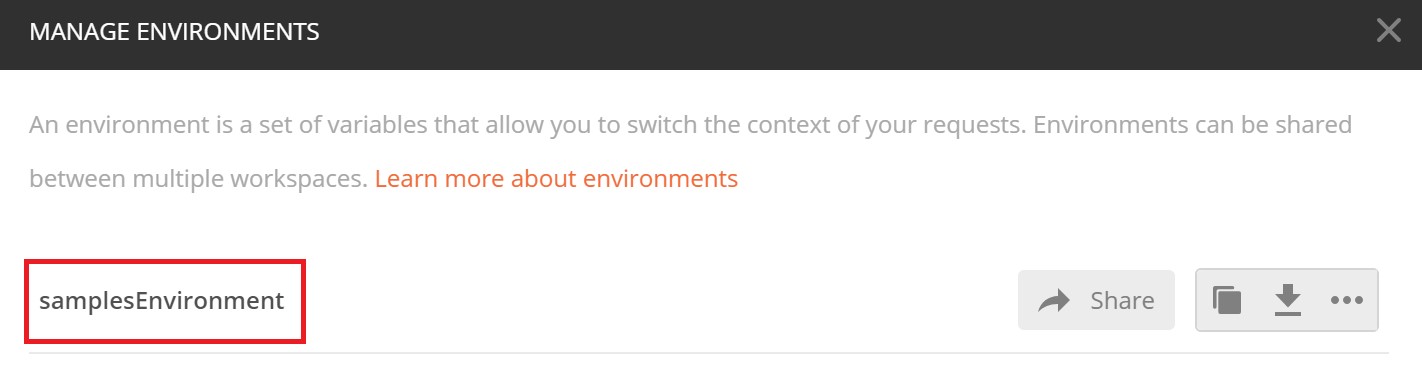 MANAGE ENVIRONMENTS
An environment is a set of variables that allow you to switch the context of your requests. Environments can be shared
between multiple workspaces. Learn more about environments
samplesEnvironment
Share